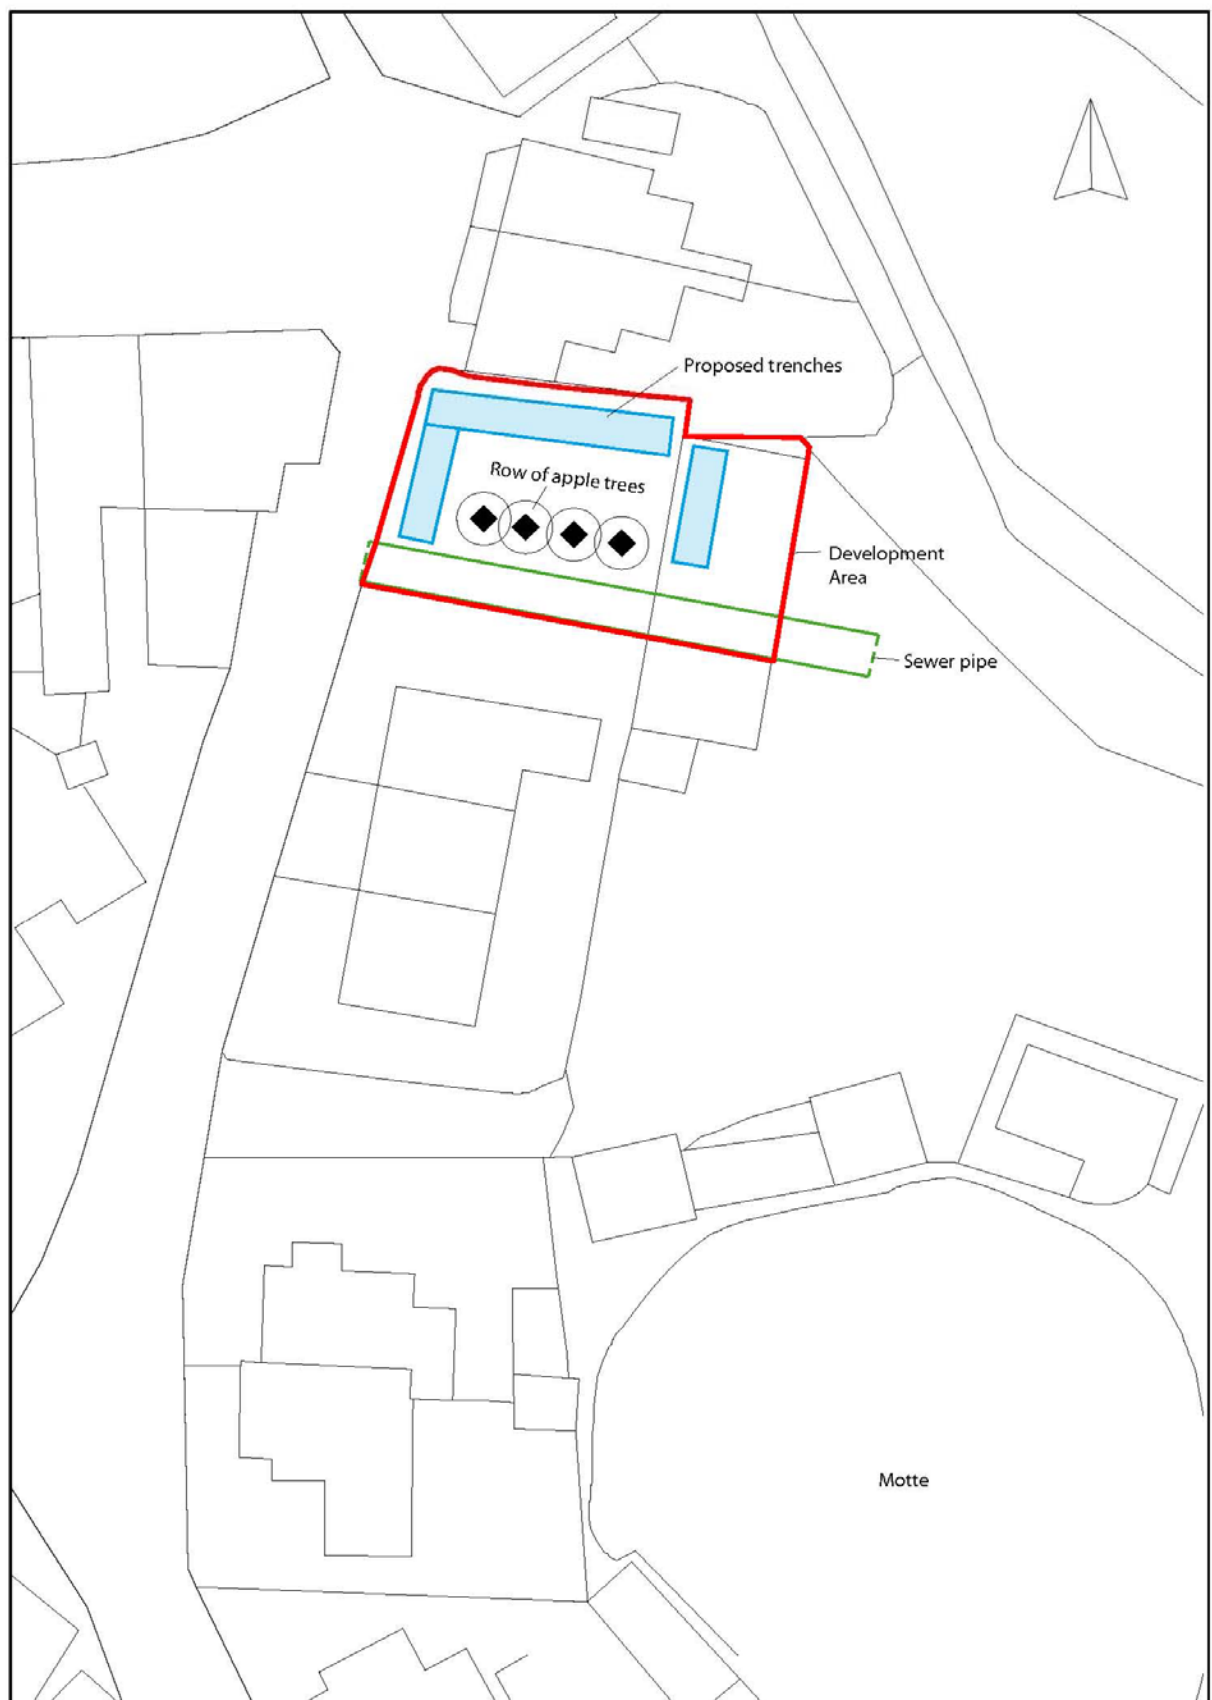 Proposed trenches
Row of apple trees
Development
Area
Sewer pipe
Motte